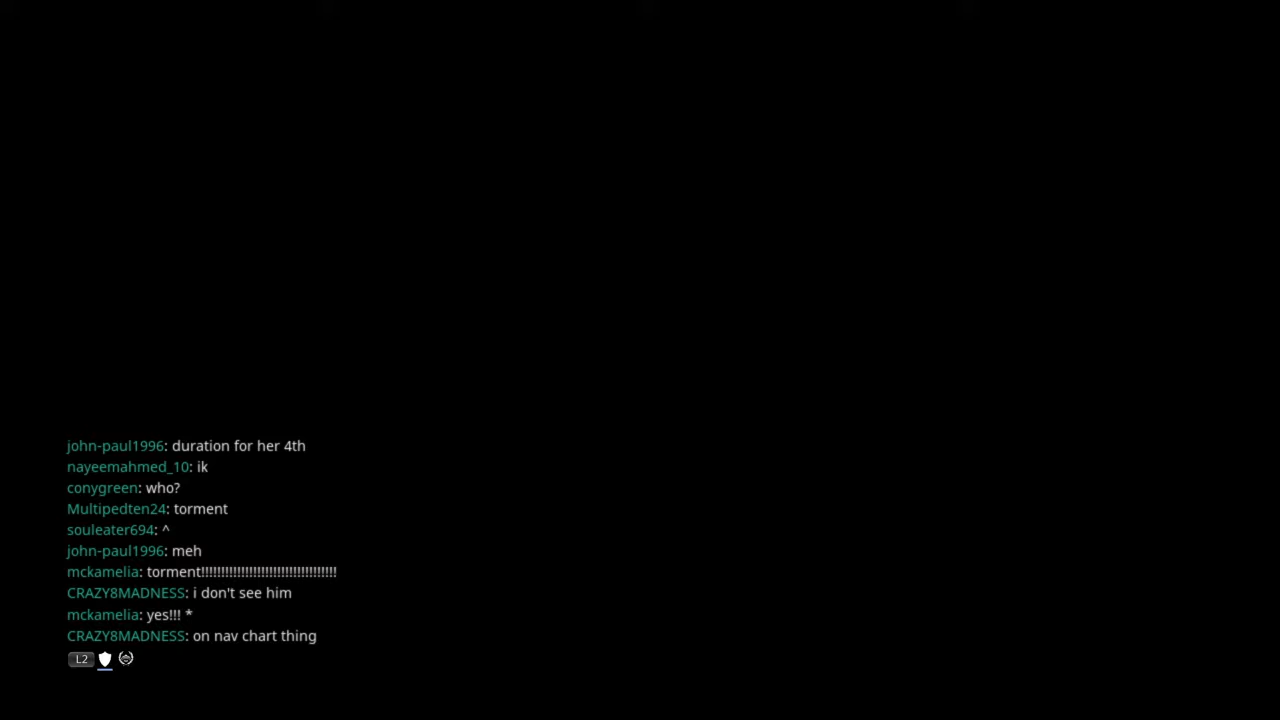 john-paul1996: duration for her 4th
nayeemahmed_10: ik
conygreen: who?
Multipedten24: torment
souleater694: ^
john-paul1996: meh
mckamelia: torment!!!!!!!!!!!!!!!!!!!!!!!!!!!!!!!!!!
CRAZY8MADNESS: i don't see him
mckamelia: yes!!! *
CRAZY8MADNESS: on nav chart thing
L2